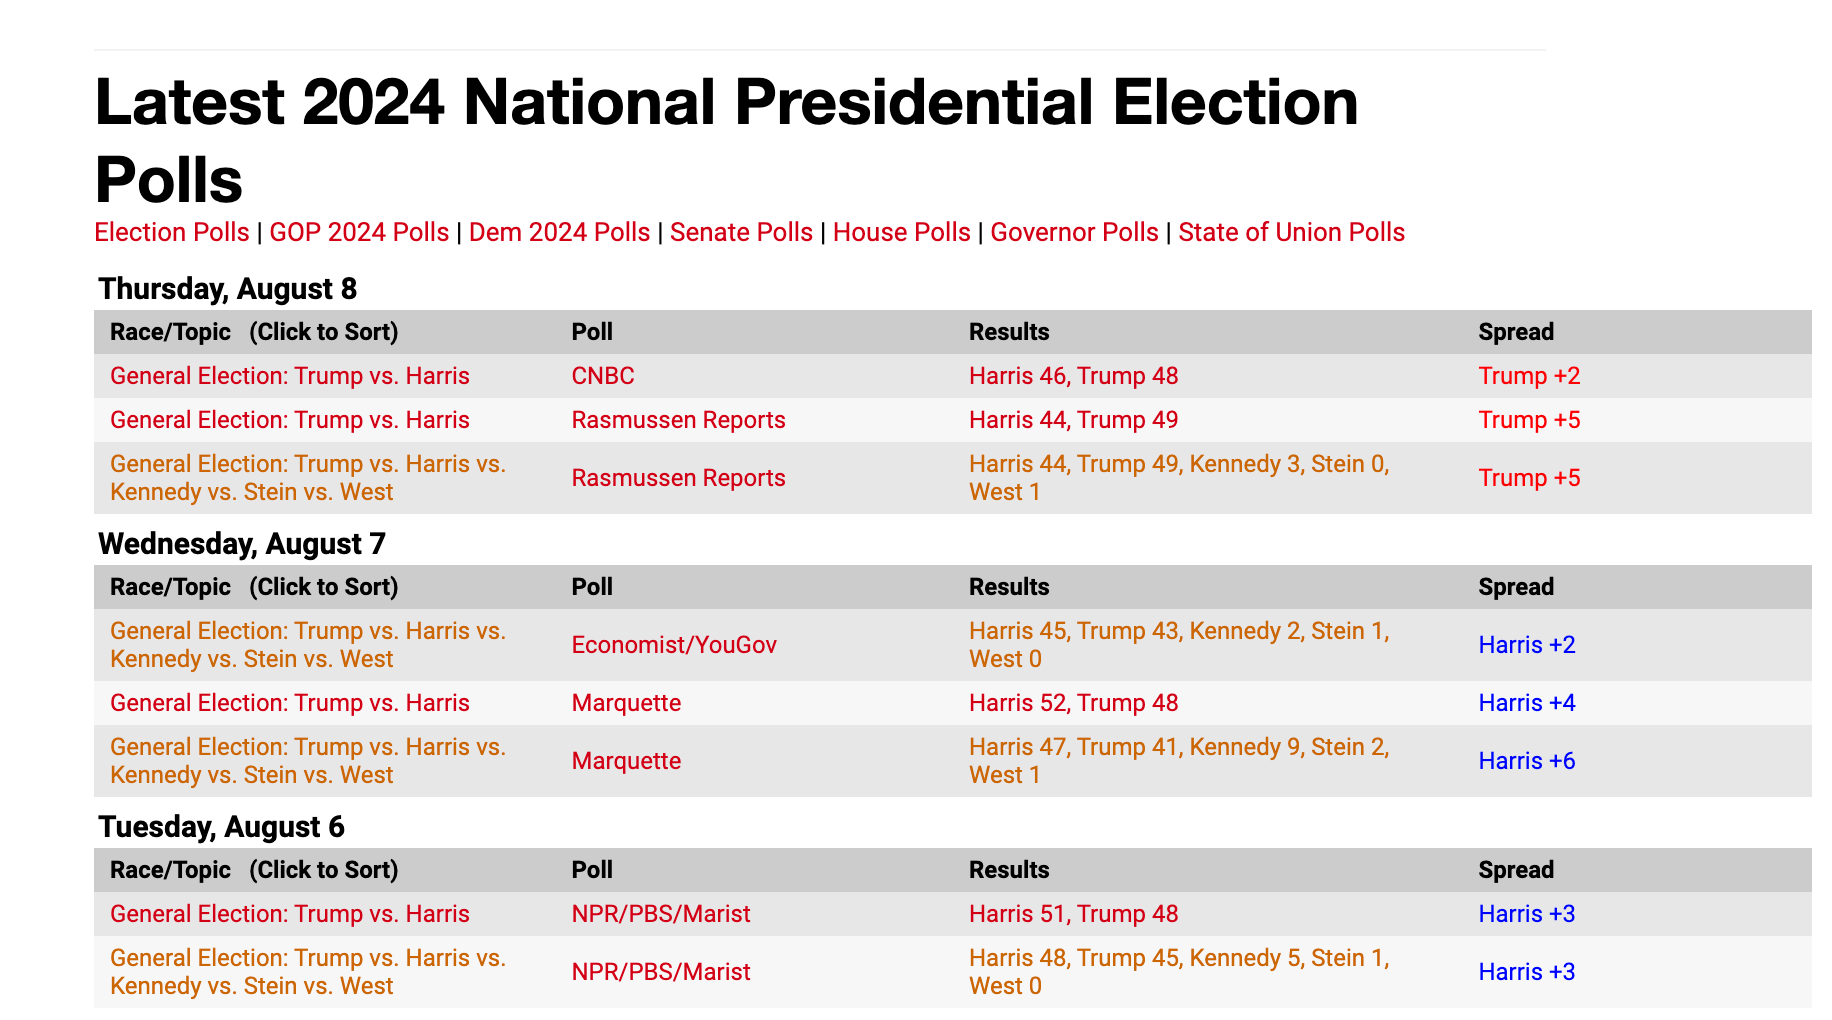 Latest 2024 National Presidential Election
Polls
Election Polls | GOP 2024 Polls | Dem 2024 Polls | Senate Polls | House Polls | Governor Polls | State of Union Polls
Thursday, August 8
Race/Topic (Click to Sort) Poll Results Spread
General Election: Trump vs. Harris CNBC Harris 46, Trump 48 Trump +2
General Election: Trump vs. Harris Rasmussen Reports Harris 44, Trump 49 Trump +5
General Election: Trump vs. Harris vs. Harris 44, Trump 49, Kennedy 3, Stein 0,
Rasmussen Reports Trump +5
Kennedy vs. Stein vs. West West 1
Wednesday, August 7
Race/Topic (Click to Sort) Poll Results Spread
General Election: Trump vs. Harris vs. Harris 45, Trump 43, Kennedy 2, Stein 1,
Economist/YouGov Harris +2
Kennedy vs. Stein vs. West West 0
General Election: Trump vs. Harris Marquette Harris 52, Trump 48 Harris +4
General Election: Trump vs. Harris vs. Harris 47, Trump 41, Kennedy 9, Stein 2,
Marquette Harris +6
Kennedy vs. Stein vs. West West 1
Tuesday, August 6
Race/Topic (Click to Sort) Poll Results Spread
General Election: Trump vs. Harris NPR/PBS/Marist Harris 51, Trump 48 Harris +3
General Election: Trump vs. Harris vs. Harris 48, Trump 45, Kennedy 5, Stein 1,
NPR/PBS/Marist Harris +3
Kennedy vs. Stein vs. West West 0